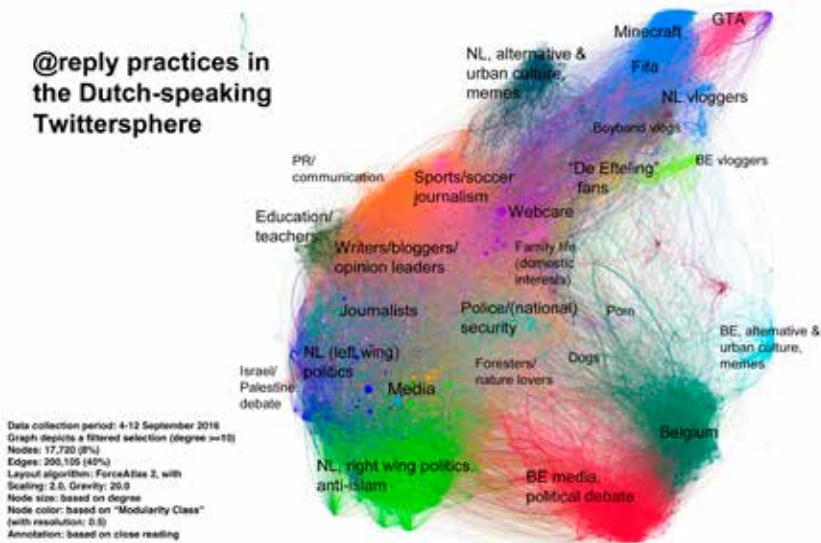 @reply practices in
the Dutch-speaking
Twittersphere
Minecraft
GTA
NL, alternative &
urban culture,
memes
Fifa
NL vloggers
Boyband vlogs
PR/
communication
Sports/soccer
journalism
"De Efteling"
fans
BE vloggers
Education/
teachers
Webcare
Writers/bloggers/
opinion leaders
Family life
(domestic
interests)
Journalists
Police/(national)
security
Porn
BE, alternative &
urban culture,
memes
NL (left wing)
politics
Israel/
Palestine
debate
Media
Foresters/
nature lovers
Dogs
Belgium
NL, right wing politics,
anti-islam
BE media,
political debate
Data collection period: 4-12 September 2016
Graph depicts a filtered selection (degree >=10)
Nodes: 17,720 (8%)
Edges: 200,105 (40%)
Layout algorithm: ForceAtlas 2, with
Scaling: 2.0, Gravity: 20.0
Node size: based on degree
Node color: based on "Modularity Class"
(with resolution: 0.5)
Annotation: based on close reading